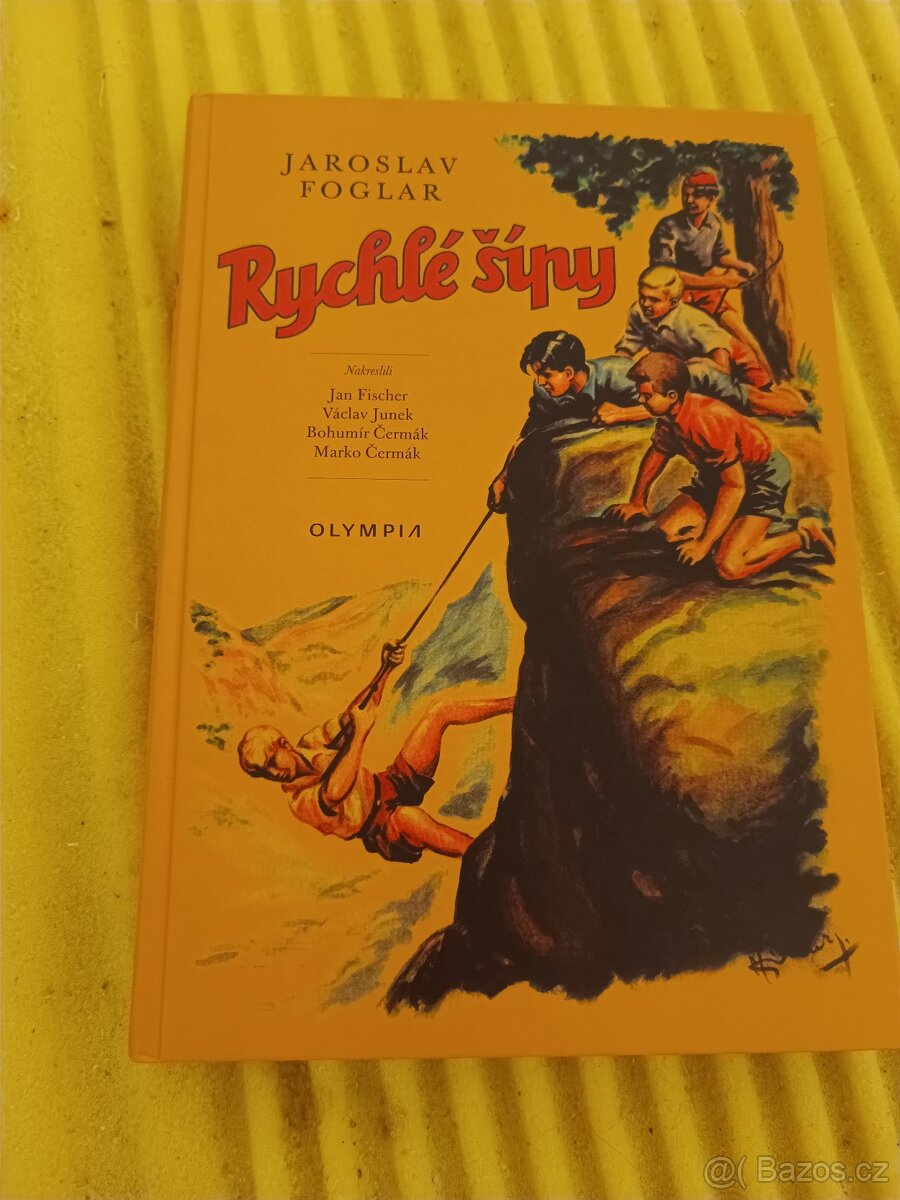 JAROSLAV
FOGLAR
Rychlé šípy
Nakreslili
Jan Fischer
Václav Junek
Bohumír Čermák
Marko Čermák
OLYMPIA
@( Bazos.cz